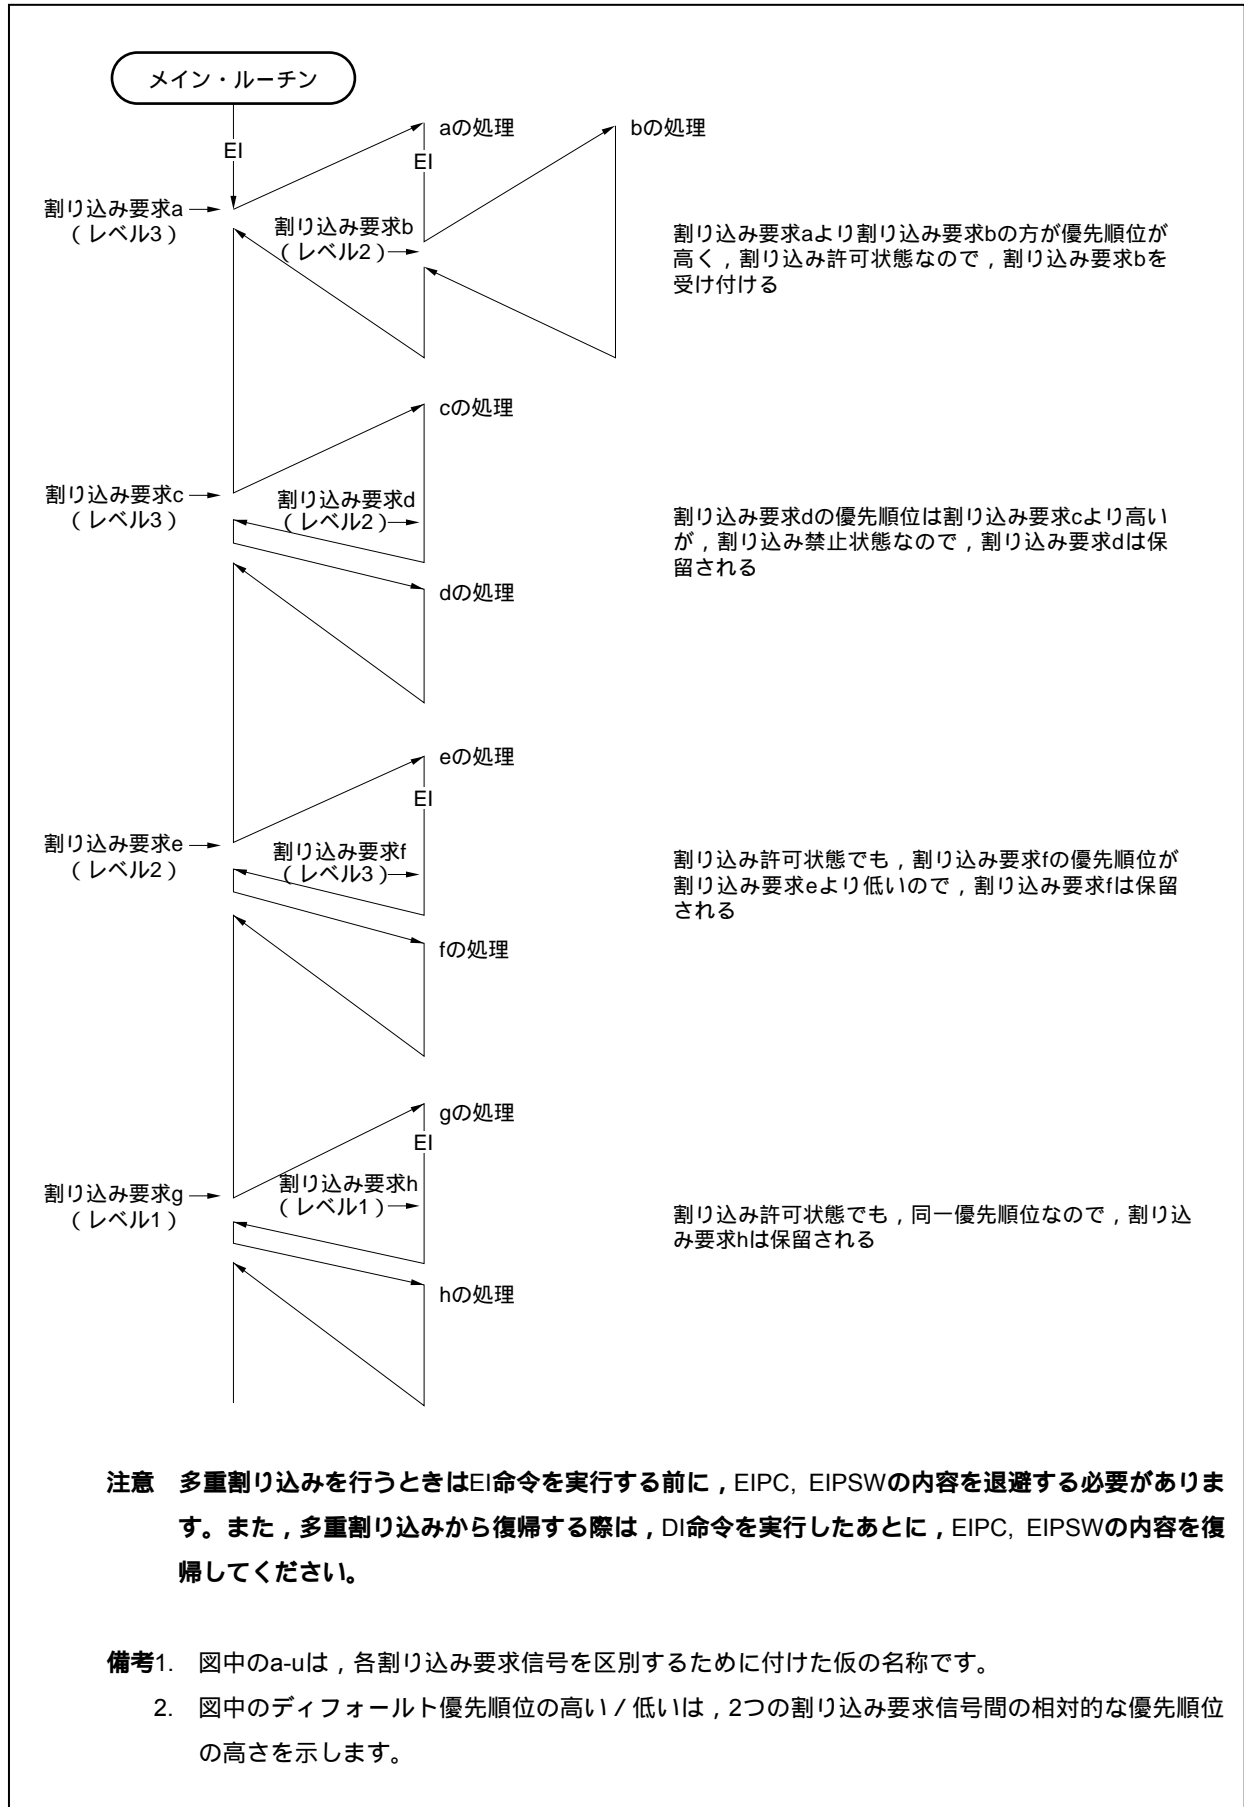 メイン・ルーチン
EI
aの処理
EI
bの処理
割り込み要求a
（レベル3）
割り込み要求b
（レベル2）
割り込み要求aより割り込み要求bの方が優先順位が
高く，割り込み許可状態なので，割り込み要求bを
受け付ける
cの処理
割り込み要求c
（レベル3）
割り込み要求d
（レベル2）
割り込み要求dの優先順位は割り込み要求cより高い
が，割り込み禁止状態なので，割り込み要求dは保
留される
dの処理
eの処理
EI
割り込み要求e
（レベル2）
割り込み要求f
（レベル3）
割り込み許可状態でも，割り込み要求fの優先順位が
割り込み要求eより低いので，割り込み要求fは保留
される
fの処理
gの処理
EI
割り込み要求g
（レベル1）
割り込み要求h
（レベル1）
割り込み許可状態でも，同一優先順位なので，割り込
み要求hは保留される
hの処理
注意 多重割り込みを行うときはEI命令を実行する前に，EIPC, EIPSWの内容を退避する必要がありま
す。また，多重割り込みから復帰する際は，DI命令を実行したあとに，EIPC, EIPSWの内容を復
帰してください。
備考1. 図中のa-uは，各割り込み要求信号を区別するために付けた仮の名称です。
2. 図中のディフォールト優先順位の高い／低いは，2つの割り込み要求信号間の相対的な優先順位
の高さを示します。